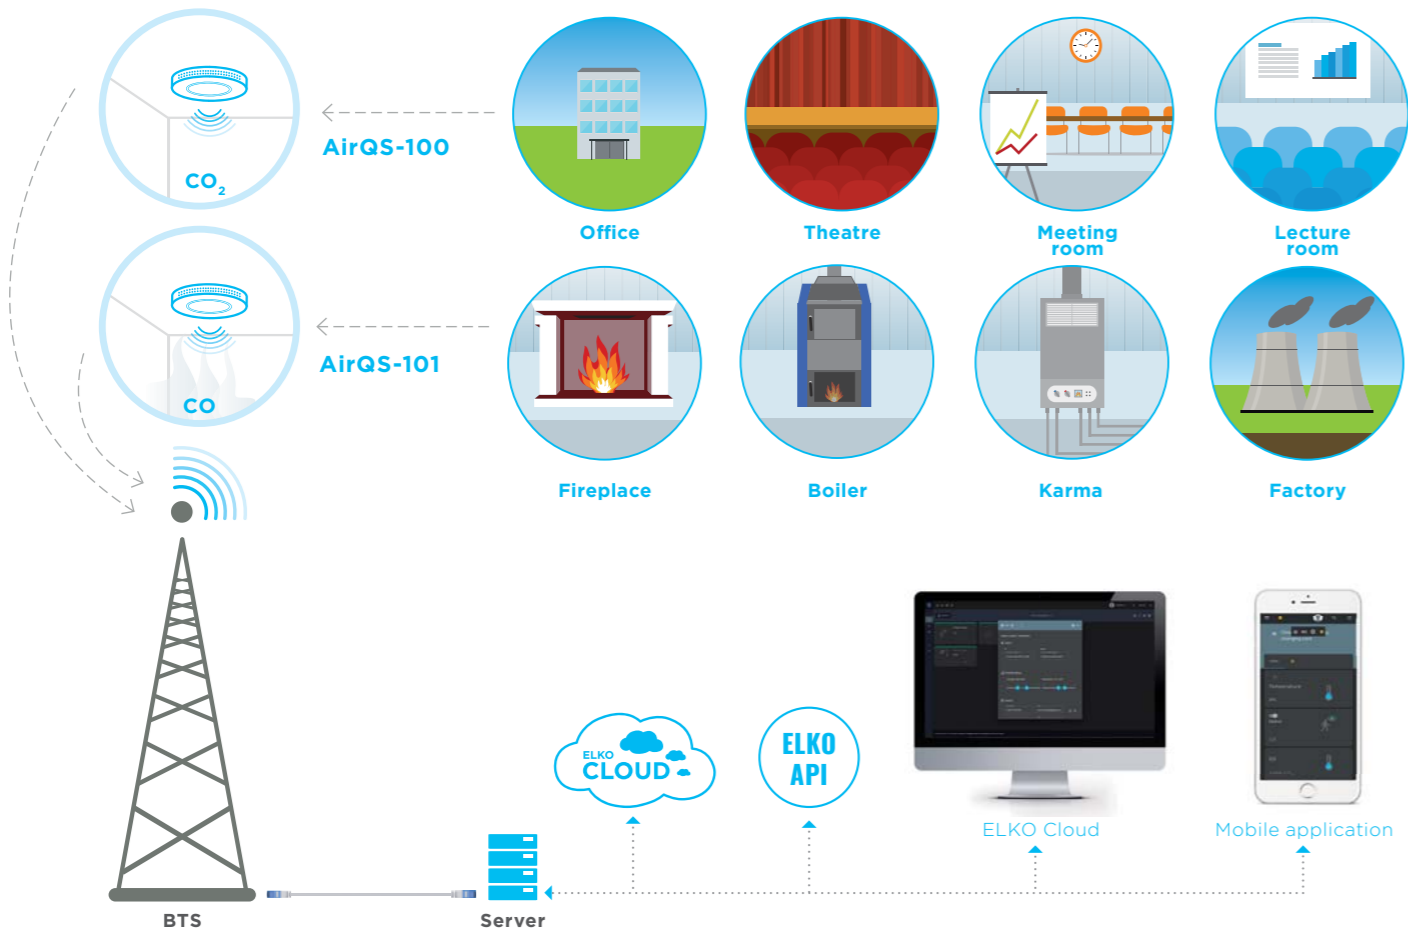 CO₂
AirQS-100
Office
Theatre
Meeting
room
Lecture
room
CO
AirQS-101
Fireplace
Boiler
Karma
Factory
ELKO
CLOUD
ELKO
API
ELKO Cloud
Mobile application
BTS
Server